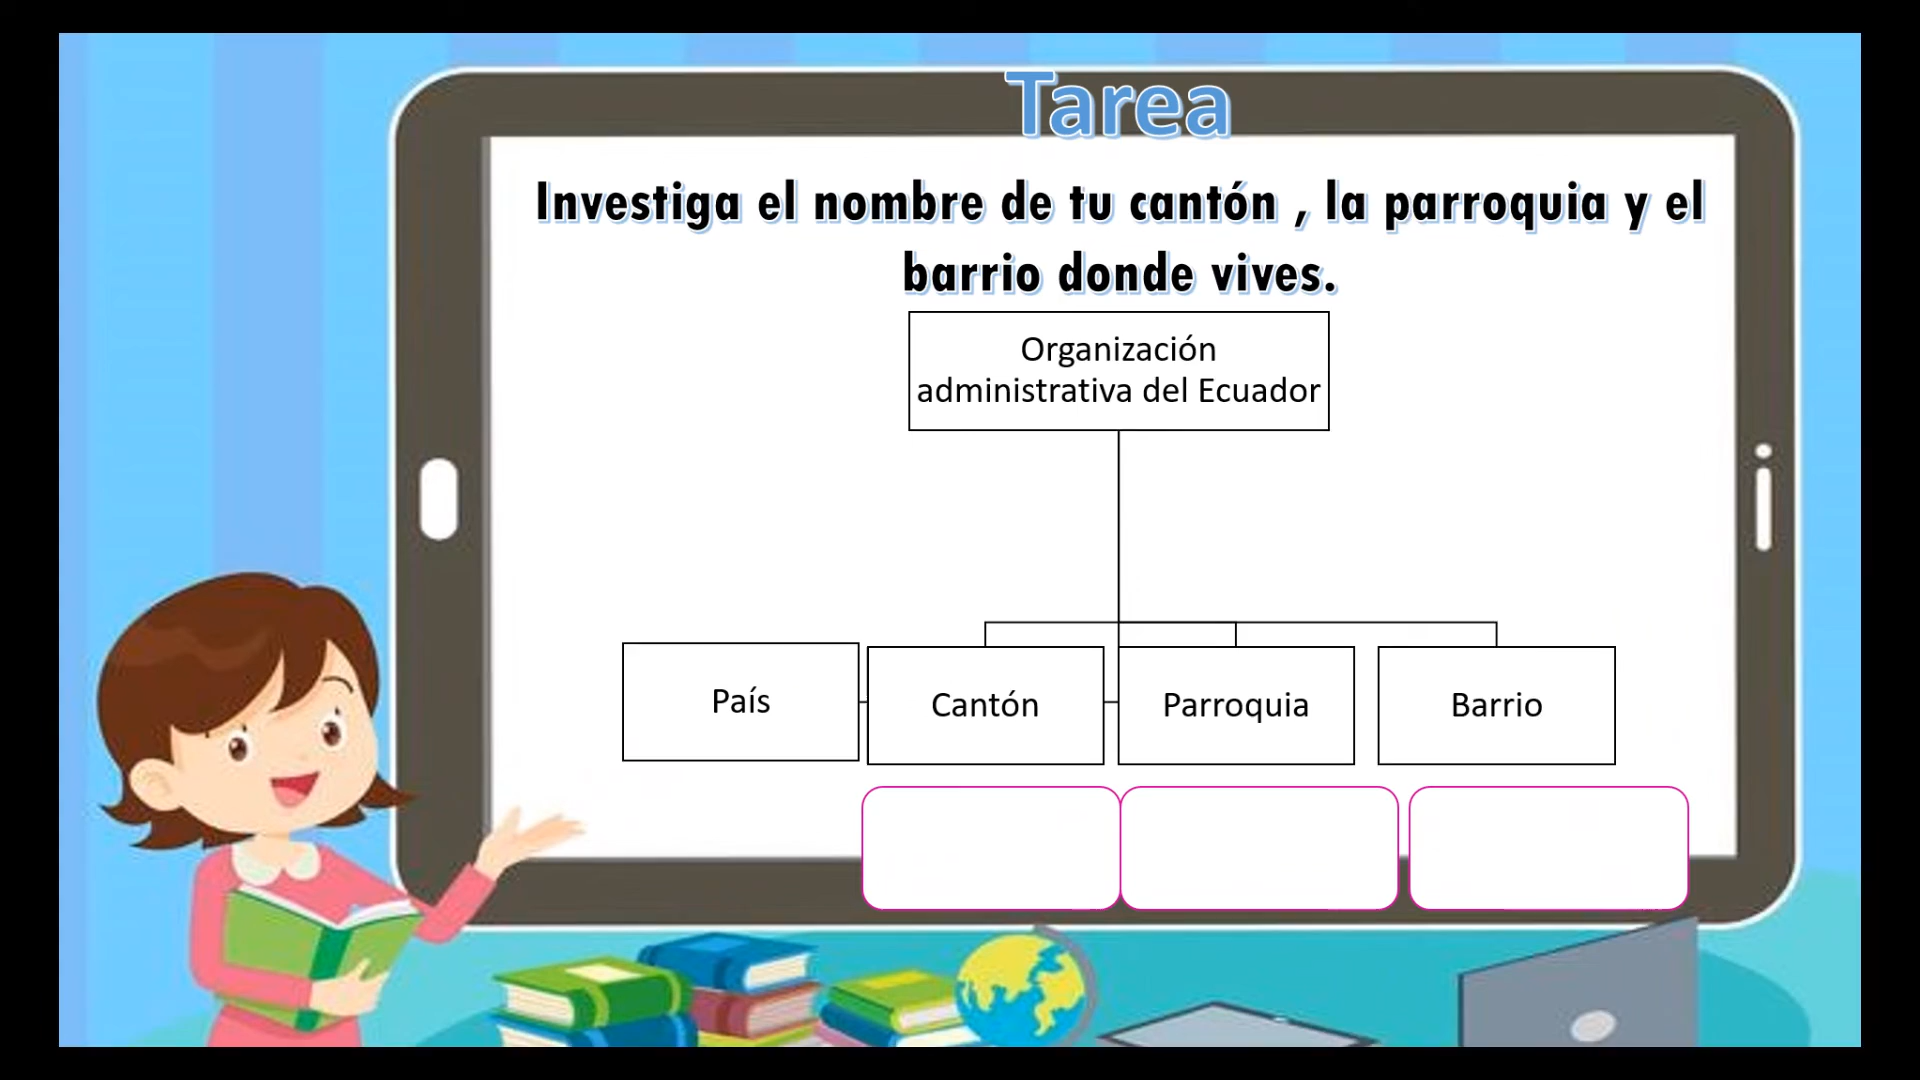 Tarea
Investiga el nombre de tu cantón , la parroquia y el
barrio donde vives.
Organización
administrativa del Ecuador
País
Cantón
Parroquia
Barrio